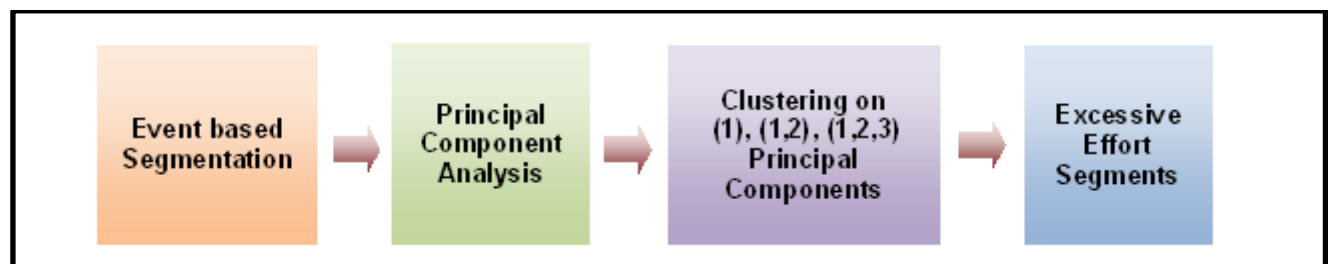 Event based
Segmentation
Principal
Component
Analysis
Clustering on
(1), (1,2), (1,2,3)
Principal
Components
Excessive
Effort
Segments